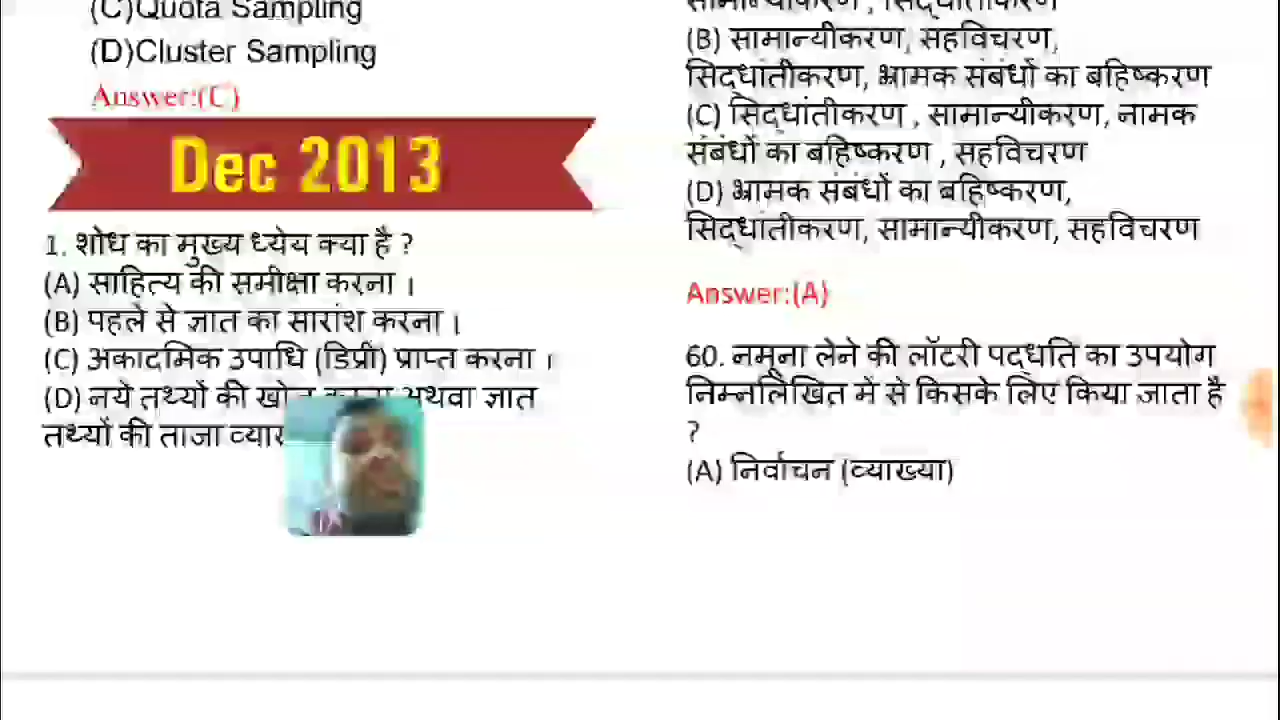 (C)Quota Sampling
(D)Cluster Sampling
Answer:(C)
Dec 2013
1. शोध का मुख्य ध्येय क्या है ?
(A) साहित्य की समीक्षा करना ।
(B) पहले से ज्ञात का सारांश करना ।
(C) अकादमिक उपाधि (डिग्री) प्राप्त करना ।
(D) नये तथ्यों की अथवा ज्ञात
तथ्यों की ताजा
सामान्यीकरण , सिद्धांतीकरण
(B) सामान्यीकरण, सहविचरण,
सिद्धांतीकरण, भ्रामक संबंधों का बहिष्करण
(C) सिद्धांतीकरण , सामान्यीकरण, नामक
संबंधों का बहिष्करण , सहविचरण
(D) भ्रामक संबंधों का बहिष्करण,
सिद्धांतीकरण, सामान्यीकरण, सहविचरण
Answer:(A)
60. नमूना लेने की लॉटरी पद्धति का उपयोग
निम्नलिखित में से किसके लिए किया जाता है
?
(A) निर्वाचन (व्याख्या)